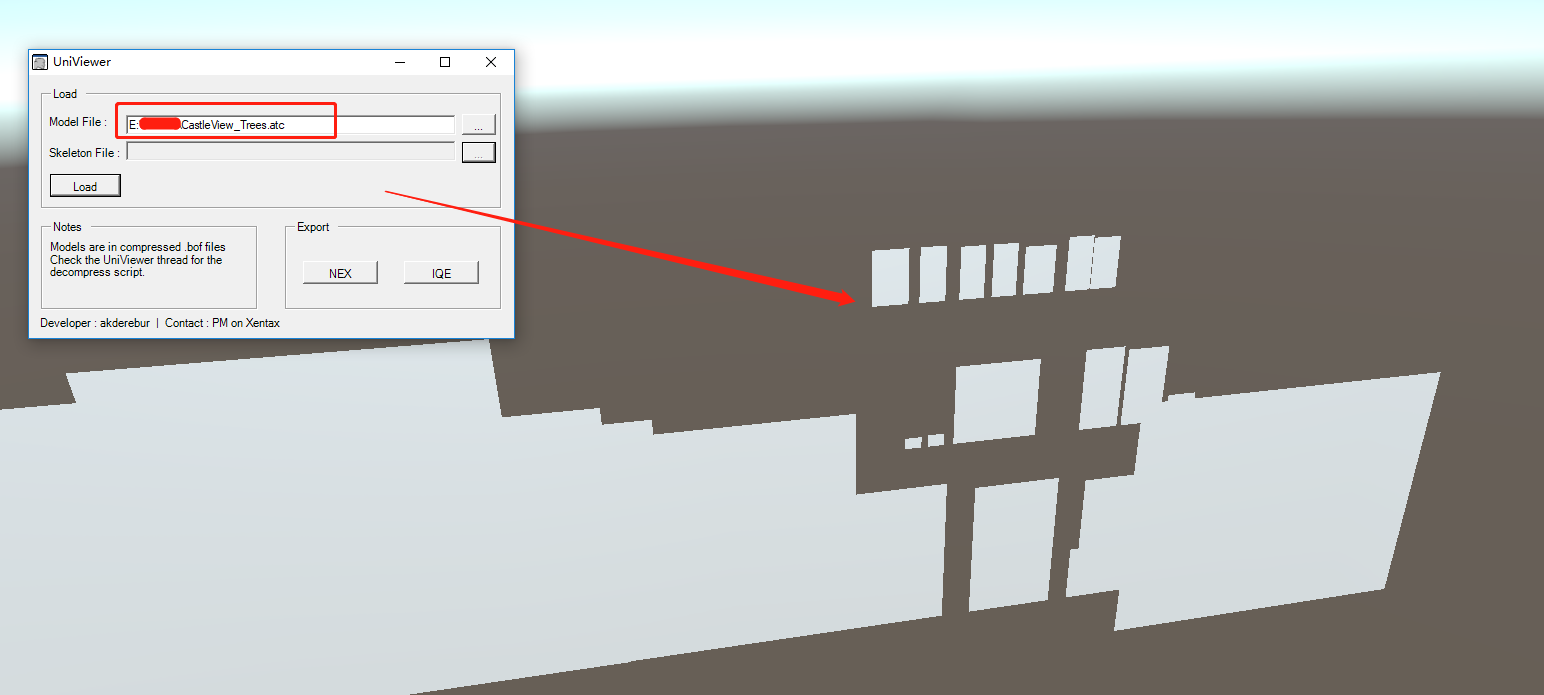 UniViewer
Load
Model File :
E:
CastleView_Trees.atc
...
Skeleton File :
...
Load
Notes
Models are in compressed .bof files
Check the UniViewer thread for the
decompress script.
Export
NEX
IQE
Developer : akderebur | Contact : PM on Xentax